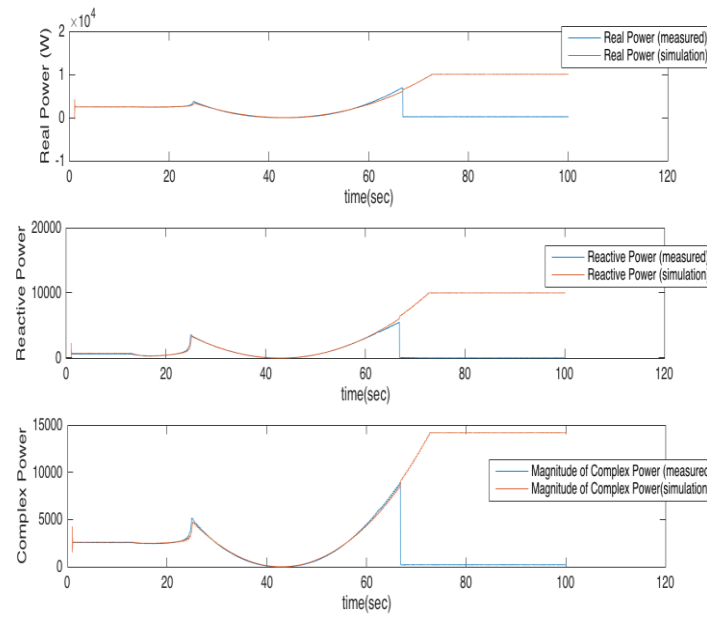 ×10⁴
2
1
0
-1
Real Power (W)
Real Power (measured)
Real Power (simulation)
0 20 40 60 80 100 120
time(sec)
20000
10000
0
Reactive Power
Reactive Power (measured)
Reactive Power (simulation)
0 20 40 60 80 100 120
time(sec)
15000
10000
5000
0
Complex Power
Magnitude of Complex Power (measured)
Magnitude of Complex Power(simulation)
0 20 40 60 80 100 120
time(sec)